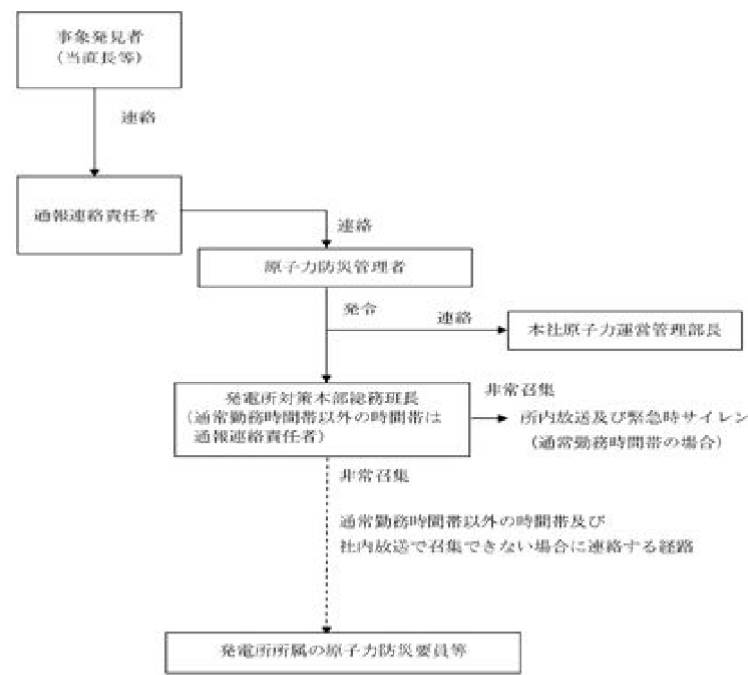 事象発見者
（当直長等）
連絡
通報連絡責任者
連絡
原子力防災管理者
発令
連絡
本社原子力運営管理部長
発電所対策本部総務班長
（通常勤務時間帯以外の時間帯は
通報連絡責任者）
非常召集
所内放送及び緊急時サイレン
（通常勤務時間帯の場合）
非常召集
通常勤務時間帯以外の時間帯及び
社内放送で召集できない場合に連絡する経路
発電所所属の原子力防災要員等